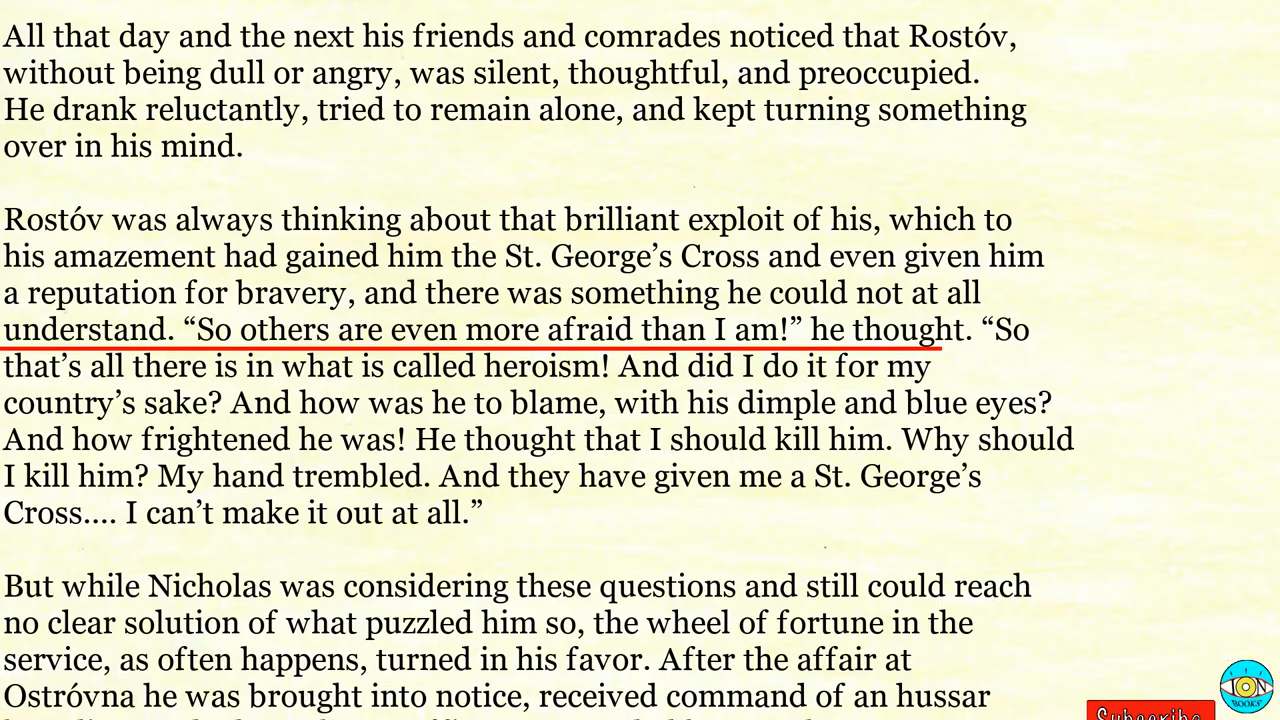 All that day and the next his friends and comrades noticed that Rostóv,
without being dull or angry, was silent, thoughtful, and preoccupied.
He drank reluctantly, tried to remain alone, and kept turning something
over in his mind.
Rostóv was always thinking about that brilliant exploit of his, which to
his amazement had gained him the St. George’s Cross and even given him
a reputation for bravery, and there was something he could not at all
understand. “So others are even more afraid than I am!” he thought. “So
that’s all there is in what is called heroism! And did I do it for my
country’s sake? And how was he to blame, with his dimple and blue eyes?
And how frightened he was! He thought that I should kill him. Why should
I kill him? My hand trembled. And they have given me a St. George’s
Cross.... I can’t make it out at all.”
But while Nicholas was considering these questions and still could reach
no clear solution of what puzzled him so, the wheel of fortune in the
service, as often happens, turned in his favor. After the affair at
Ostróvna he was brought into notice, received command of an hussar
ION
BOOKS
Subscribe